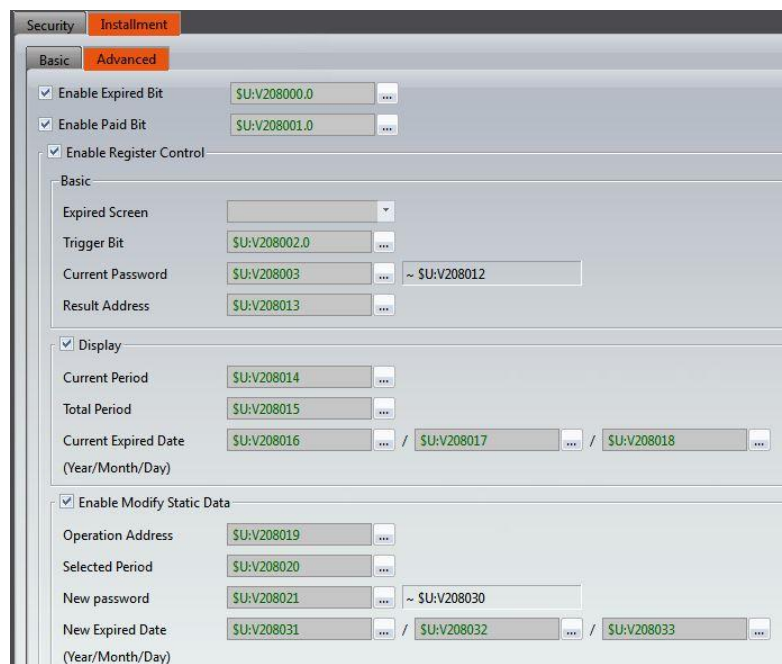 Security Installment
Basic Advanced
Enable Expired Bit $U:V208000.0 ...
Enable Paid Bit $U:V208001.0 ...
Enable Register Control
Basic
Expired Screen
Trigger Bit $U:V208002.0 ...
Current Password $U:V208003 ... ~ $U:V208012
Result Address $U:V208013 ...
Display
Current Period $U:V208014 ...
Total Period $U:V208015 ...
Current Expired Date $U:V208016 ... / $U:V208017 ... / $U:V208018 ...
(Year/Month/Day)
Enable Modify Static Data
Operation Address $U:V208019 ...
Selected Period $U:V208020 ...
New password $U:V208021 ... ~ $U:V208030
New Expired Date $U:V208031 ... / $U:V208032 ... / $U:V208033 ...
(Year/Month/Day)